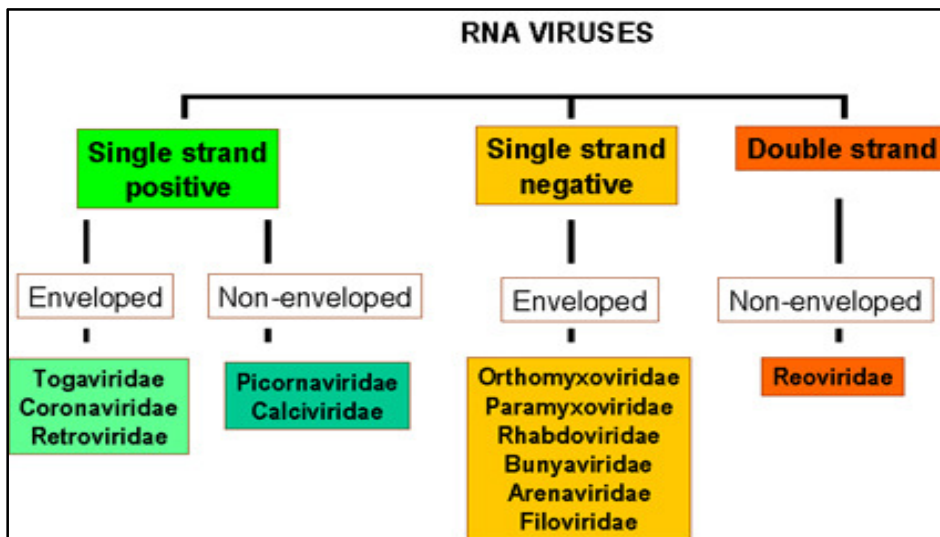 RNA VIRUSES
Single strand
positive
Single strand
negative
Double strand
Enveloped
Non-enveloped
Enveloped
Non-enveloped
Togaviridae
Coronaviridae
Retroviridae
Picornaviridae
Calciviridae
Orthomyxoviridae
Paramyxoviridae
Rhabdoviridae
Bunyaviridae
Arenaviridae
Filoviridae
Reoviridae